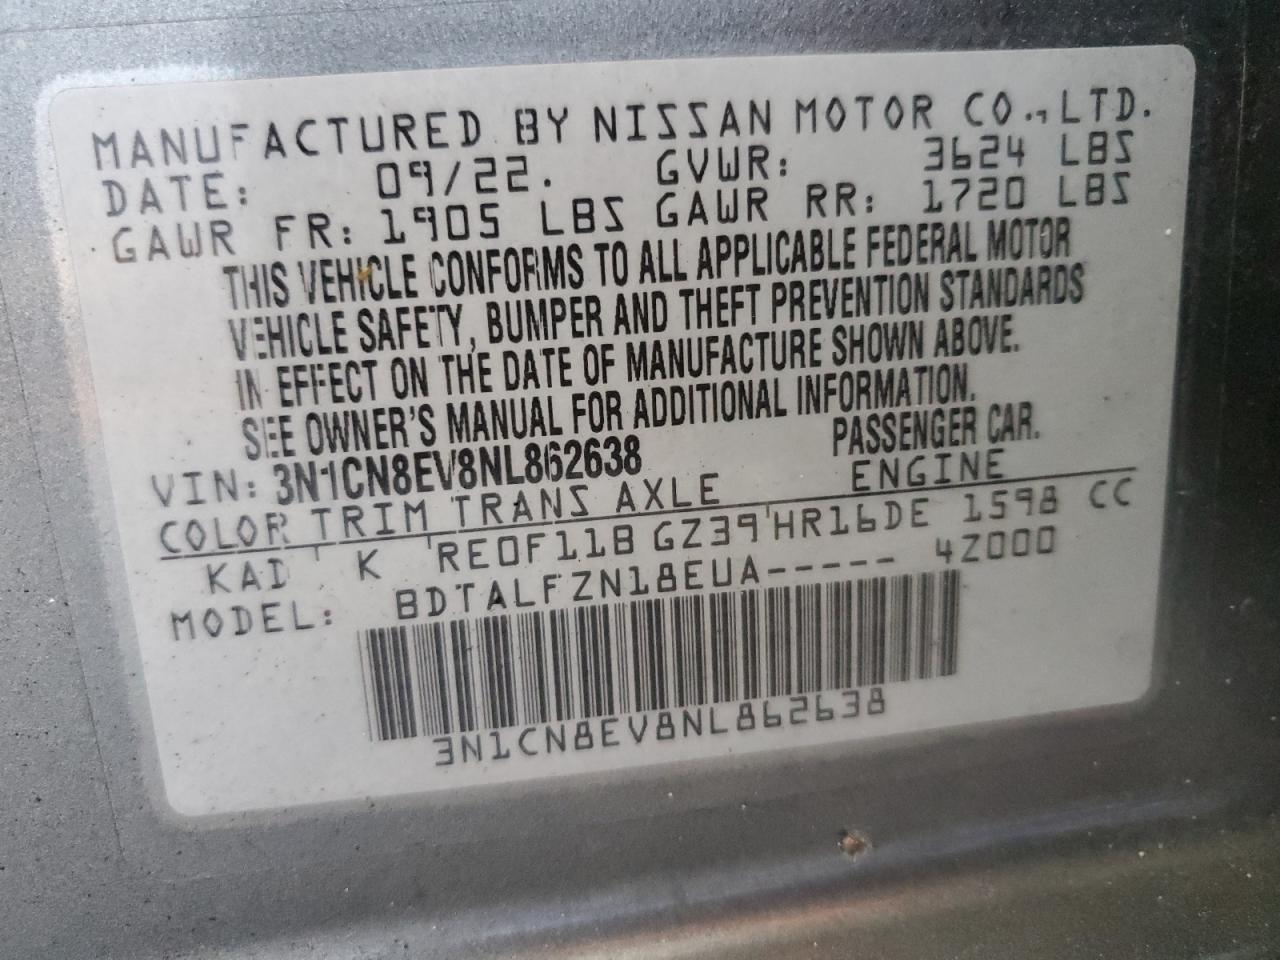 MANUFACTURED BY NISSAN MOTOR CO., LTD.
DATE: 09/22. GVWR: 3624 LBS
GAWR FR: 1905 LBS GAWR RR: 1720 LBS
THIS VEHICLE CONFORMS TO ALL APPLICABLE FEDERAL MOTOR
VEHICLE SAFETY, BUMPER AND THEFT PREVENTION STANDARDS
IN EFFECT ON THE DATE OF MANUFACTURE SHOWN ABOVE.
SEE OWNER'S MANUAL FOR ADDITIONAL INFORMATION.
VIN: 3N1CN8EV8NL862638 PASSENGER CAR.
COLOR TRIM TRANS AXLE ENGINE
KAD K RE0F11B GZ39 HR16DE 1598 CC
MODEL: BDTALFZN18EUA----- 4Z000
3N1CN8EV8NL862638